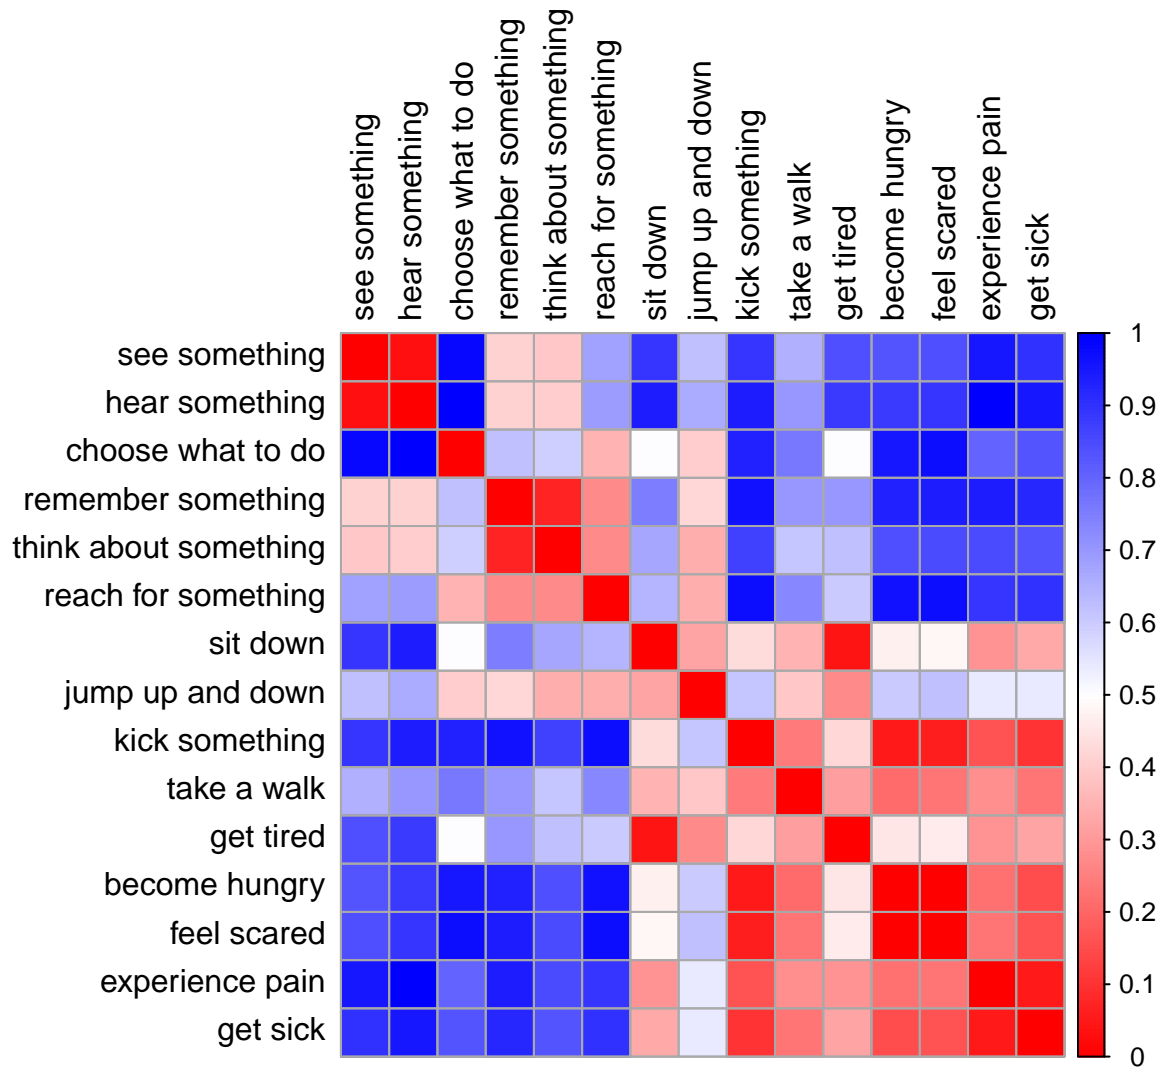 see something
hear something
choose what to do
remember something
think about something
reach for something
sit down
jump up and down
kick something
take a walk
get tired
become hungry
feel scared
experience pain
get sick
see something
hear something
choose what to do
remember something
think about something
reach for something
sit down
jump up and down
kick something
take a walk
get tired
become hungry
feel scared
experience pain
get sick
1
0.9
0.8
0.7
0.6
0.5
0.4
0.3
0.2
0.1
0